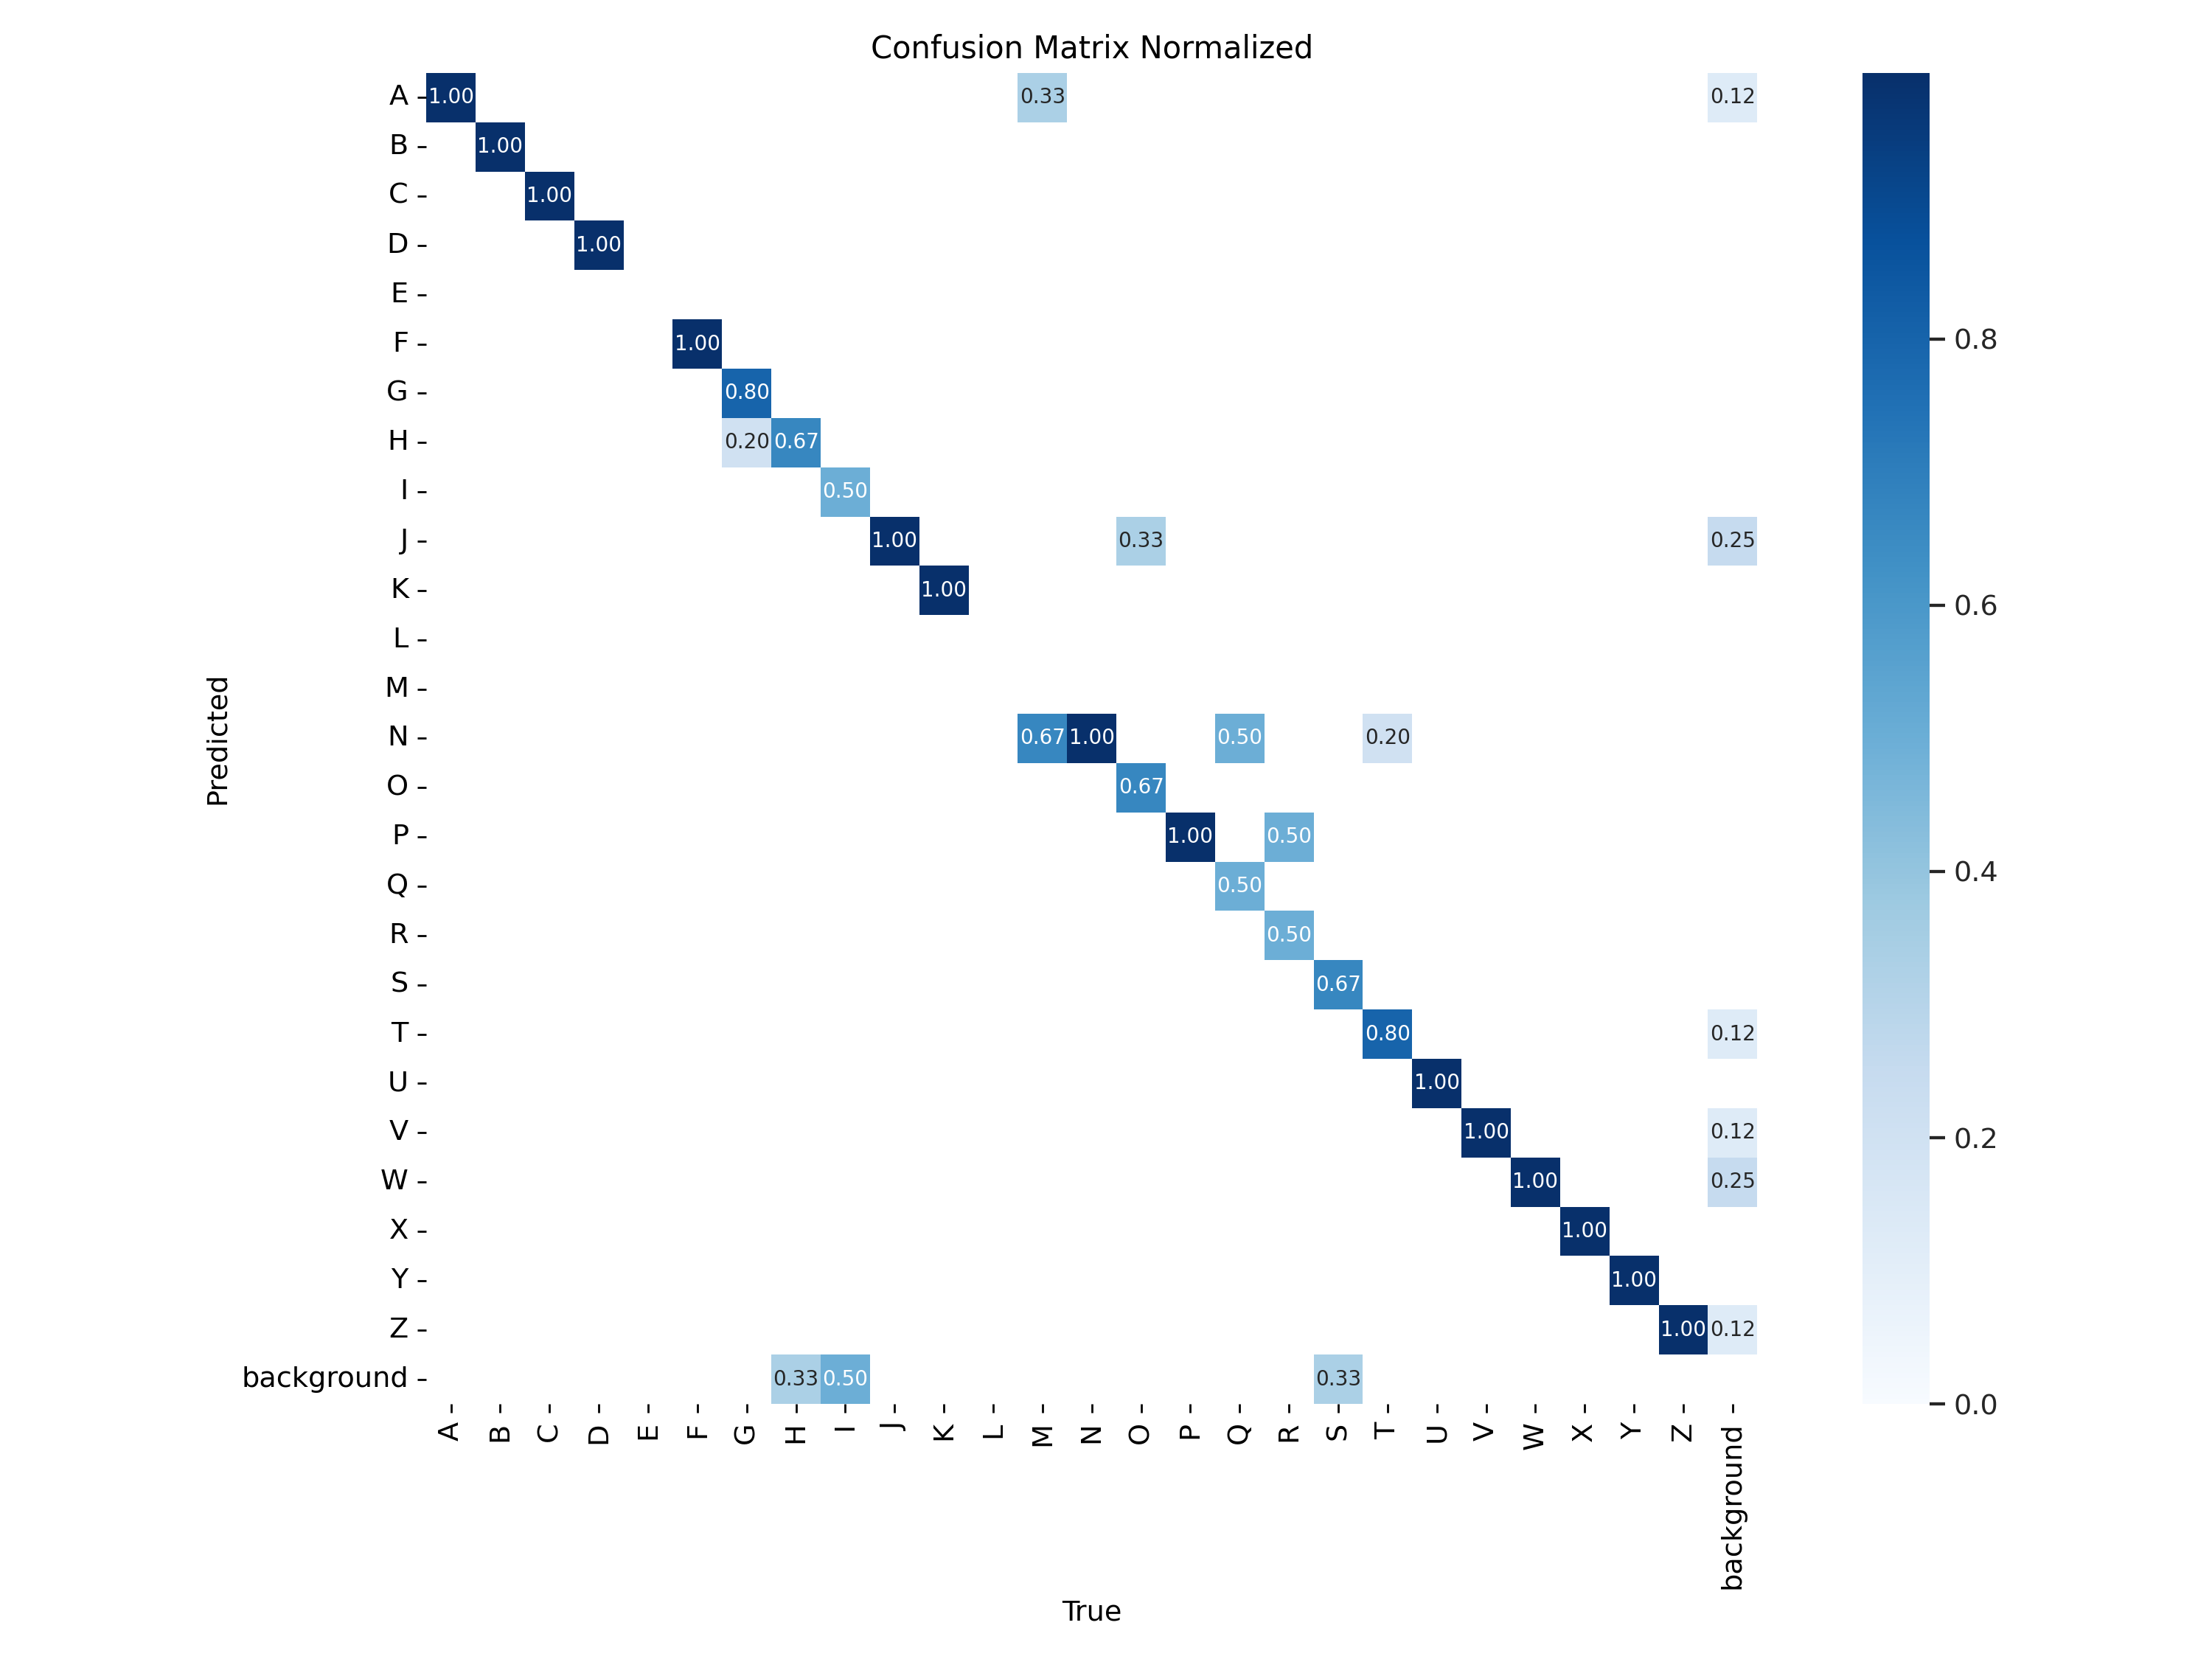 Confusion Matrix Normalized
A 1.00 0.33 0.12
B 1.00
C 1.00
D 1.00
E
F 1.00
G 0.80
H 0.20 0.67
I 0.50
J 1.00 0.33 0.25
K 1.00
L
M
N 0.67 1.00 0.50 0.20
O 0.67
P 1.00 0.50
Q 0.50
R 0.50
S 0.67
T 0.80 0.12
U 1.00
V 1.00 0.12
W 1.00 0.25
X 1.00
Y 1.00
Z 1.00 0.12
background 0.33 0.50 0.33
A B C D E F G H I J K L M N O P Q R S T U V W X Y Z background
True
Predicted
0.8
0.6
0.4
0.2
0.0